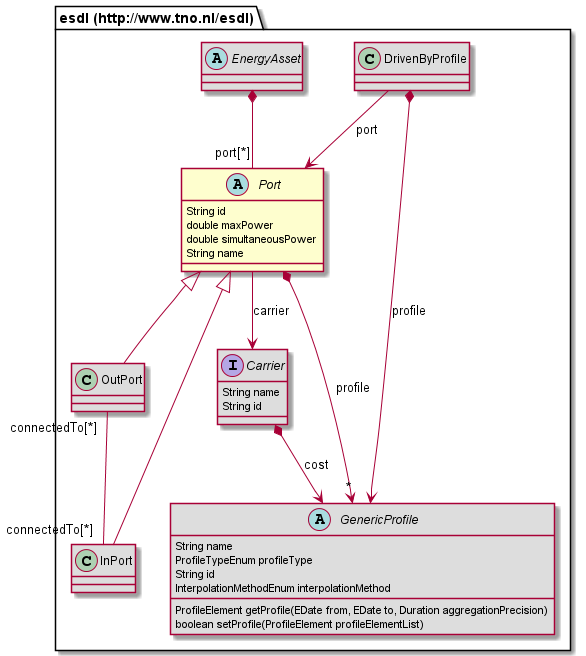 esdl (http://www.tno.nl/esdl)
A EnergyAsset
C DrivenByProfile
port
port[*]
A Port
String id
double maxPower
double simultaneousPower
String name
carrier
profile
I Carrier
String name
String id
C OutPort
profile
connectedTo[*]
cost
*
A GenericProfile
connectedTo[*]
String name
ProfileTypeEnum profileType
String id
InterpolationMethodEnum interpolationMethod
C InPort
ProfileElement getProfile(EDate from, EDate to, Duration aggregationPrecision)
boolean setProfile(ProfileElement profileElementList)